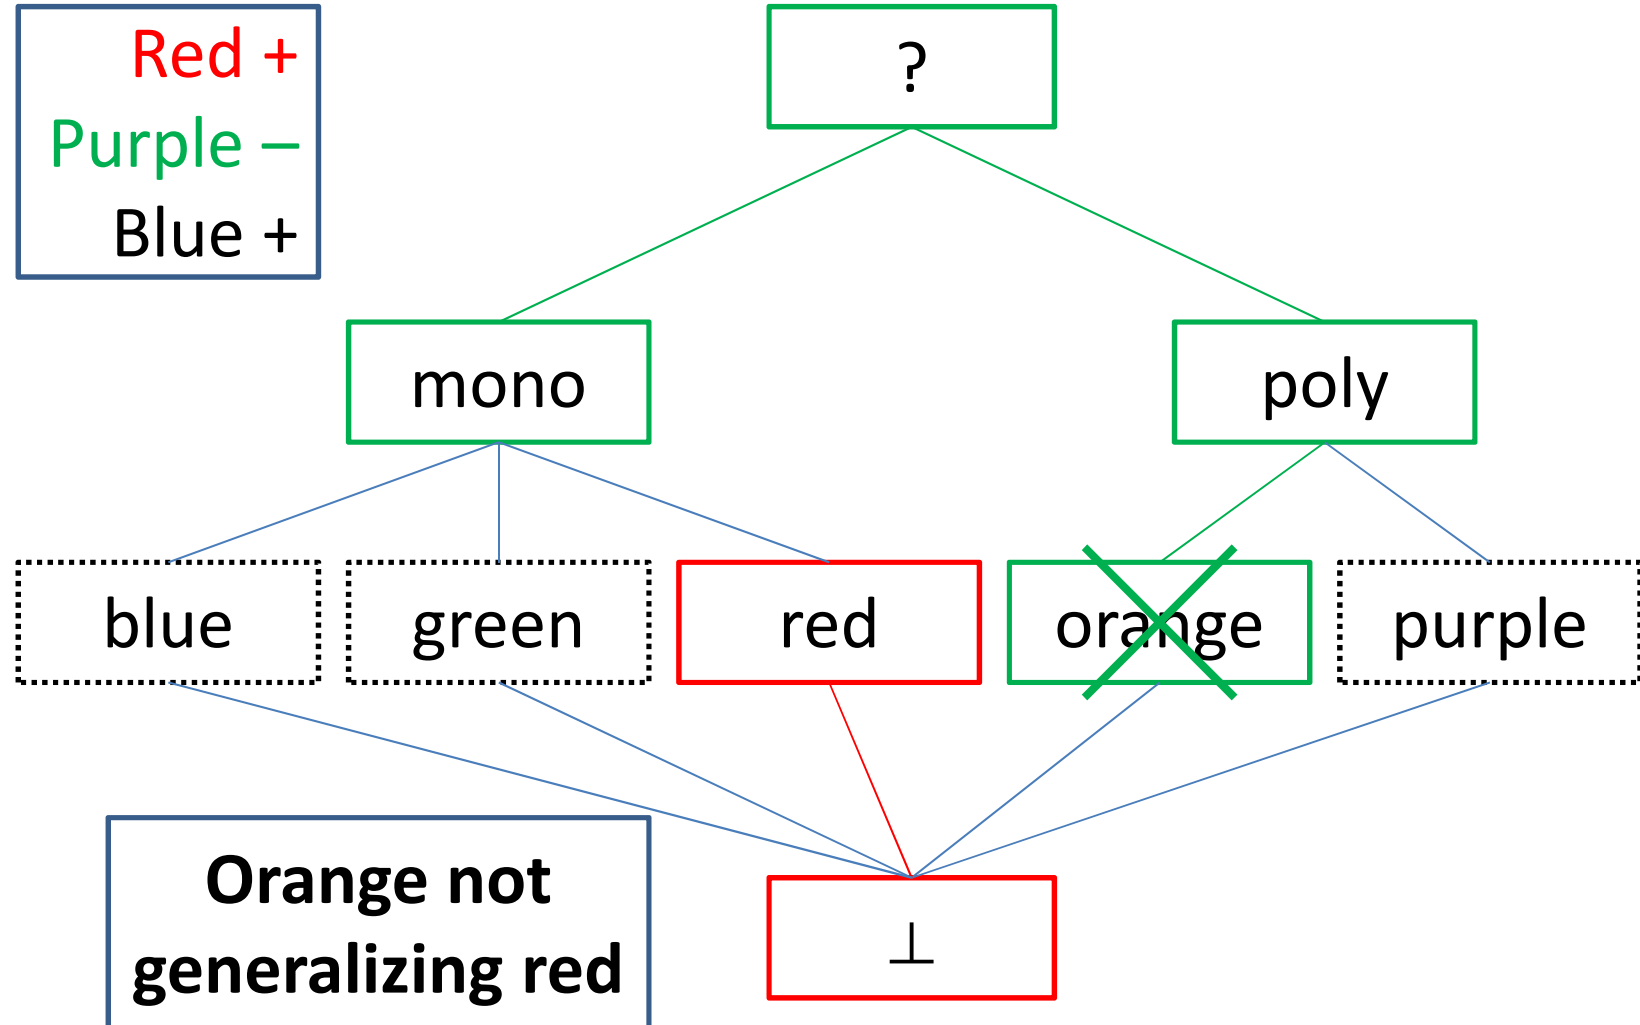 Red +
Purple –
Blue +
?
mono
poly
blue
green
red
orange
purple
Orange not
generalizing red
⊥